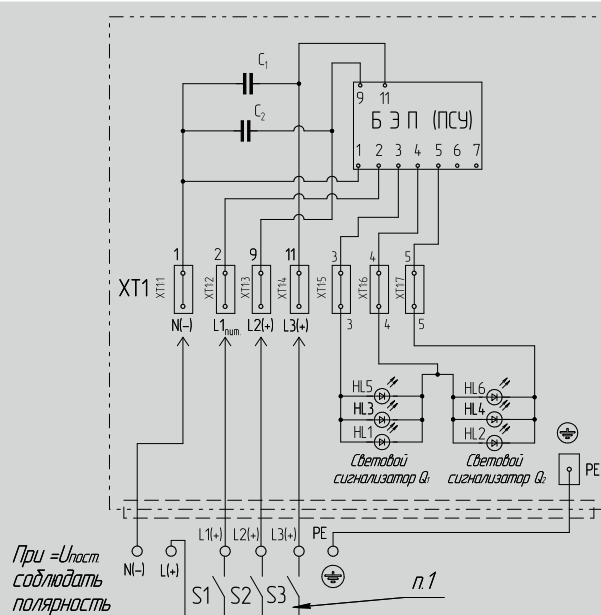 C₁
C₂
9 11
БЭП (ПСУ)
1 2 3 4 5 6 7
1 2 9 11 3 4 5
XT1
XT11 XT12 XT13 XT14 XT15 XT16 XT17
N(-) L1пит. L2(+) L3(+) 3 4 5
HL5 HL6
HL3 HL4
HL1 HL2
Световой Световой
сигнализатор Q₁ сигнализатор Q₂
PE
L1(+) L2(+) L3(+) PE
При =Uпост.
соблюдать
полярность
N(-) L(+)
S1 S2 S3
п.1